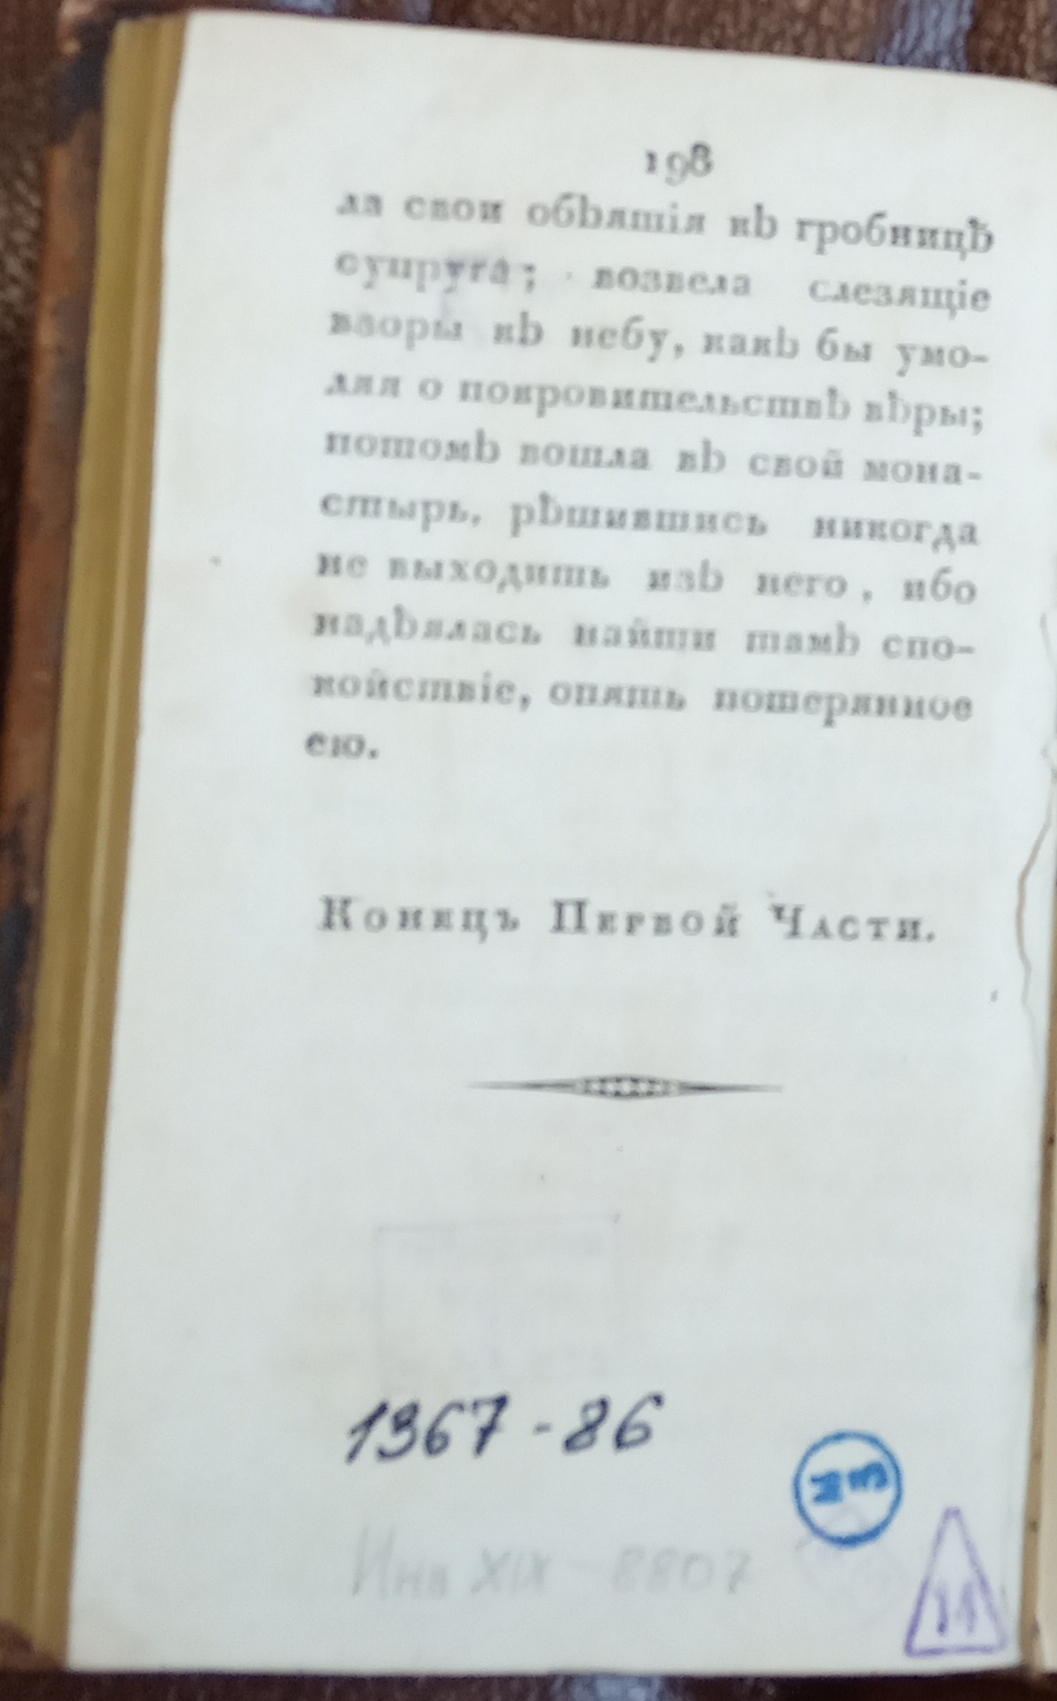 198
ла свои объятія къ гробницѣ
супруга; возвела слезящіе
взоры къ небу, какъ бы умо-
ляя о покровительствѣ вѣры;
потомъ вошла въ свой мона-
стырь, рѣшившись никогда
не выходить изъ него, ибо
надѣялась найти тамъ спо-
койствіе, опять потерянное
ею.
Конецъ Первой Части.
1367-86
Инв XIX - 8807
11